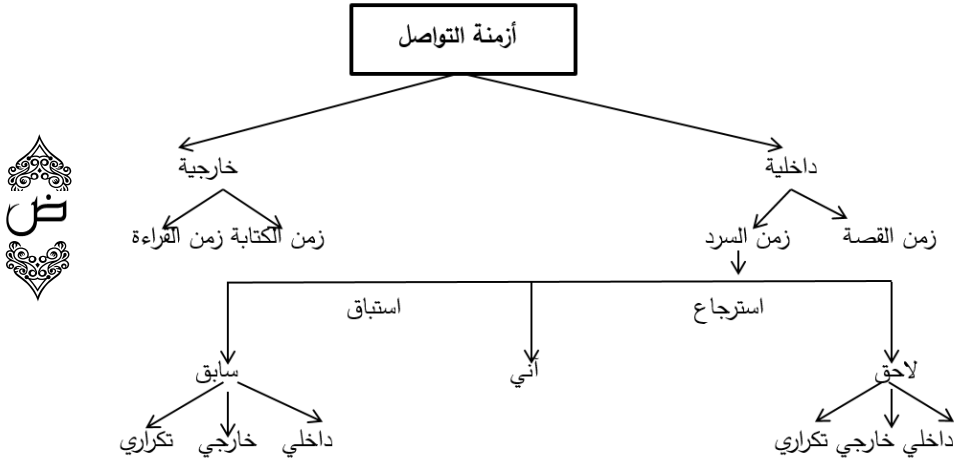 أزمنة التواصل
داخلية خارجية
زمن القصة زمن السرد زمن الكتابة زمن القراءة
استرجاع استباق
لاحق آني سابق
داخلي خارجي تكراري داخلي خارجي تكراري
ض